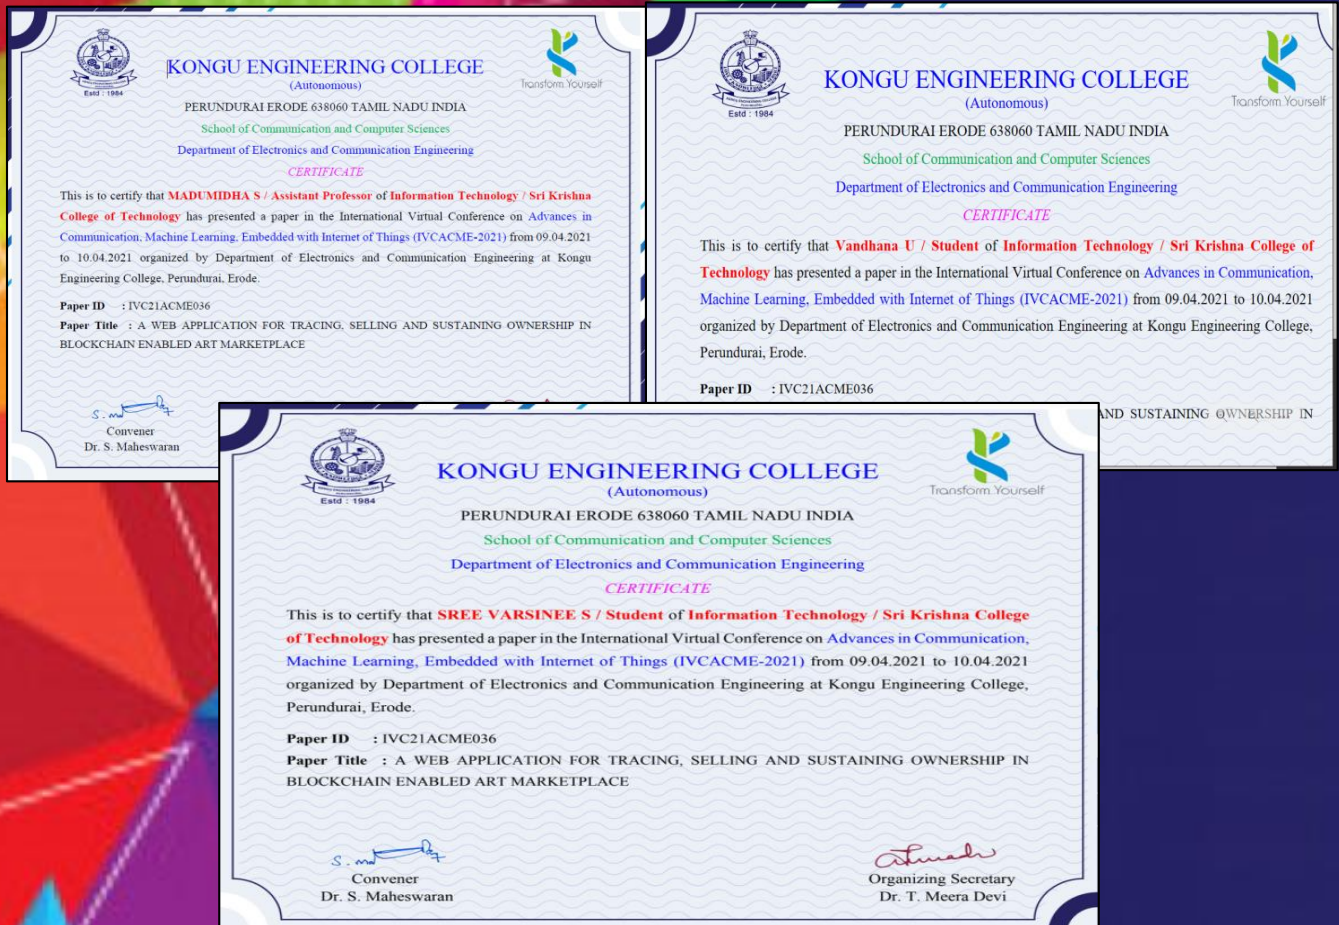 Estd : 1984
KONGU ENGINEERING COLLEGE
Transform Yourself
(Autonomous)
PERUNDURAI ERODE 638060 TAMIL NADU INDIA
School of Communication and Computer Sciences
Department of Electronics and Communication Engineering
CERTIFICATE
This is to certify that MADUMIDHA S / Assistant Professor of Information Technology / Sri Krishna
College of Technology has presented a paper in the International Virtual Conference on Advances in
Communication, Machine Learning, Embedded with Internet of Things (IVCACME-2021) from 09.04.2021
to 10.04.2021 organized by Department of Electronics and Communication Engineering at Kongu
Engineering College, Perundurai, Erode.
Paper ID : IVC21ACME036
Paper Title : A WEB APPLICATION FOR TRACING, SELLING AND SUSTAINING OWNERSHIP IN
BLOCKCHAIN ENABLED ART MARKETPLACE
Convener
Dr. S. Maheswaran
Estd : 1984
KONGU ENGINEERING COLLEGE
Transform Yourself
(Autonomous)
PERUNDURAI ERODE 638060 TAMIL NADU INDIA
School of Communication and Computer Sciences
Department of Electronics and Communication Engineering
CERTIFICATE
This is to certify that Vandhana U / Student of Information Technology / Sri Krishna College of
Technology has presented a paper in the International Virtual Conference on Advances in Communication,
Machine Learning, Embedded with Internet of Things (IVCACME-2021) from 09.04.2021 to 10.04.2021
organized by Department of Electronics and Communication Engineering at Kongu Engineering College,
Perundurai, Erode.
Paper ID : IVC21ACME036
AND SUSTAINING OWNERSHIP IN
Estd : 1984
KONGU ENGINEERING COLLEGE
Transform Yourself
(Autonomous)
PERUNDURAI ERODE 638060 TAMIL NADU INDIA
School of Communication and Computer Sciences
Department of Electronics and Communication Engineering
CERTIFICATE
This is to certify that SREE VARSINEE S / Student of Information Technology / Sri Krishna College
of Technology has presented a paper in the International Virtual Conference on Advances in Communication,
Machine Learning, Embedded with Internet of Things (IVCACME-2021) from 09.04.2021 to 10.04.2021
organized by Department of Electronics and Communication Engineering at Kongu Engineering College,
Perundurai, Erode.
Paper ID : IVC21ACME036
Paper Title : A WEB APPLICATION FOR TRACING, SELLING AND SUSTAINING OWNERSHIP IN
BLOCKCHAIN ENABLED ART MARKETPLACE
Convener
Dr. S. Maheswaran
Organizing Secretary
Dr. T. Meera Devi